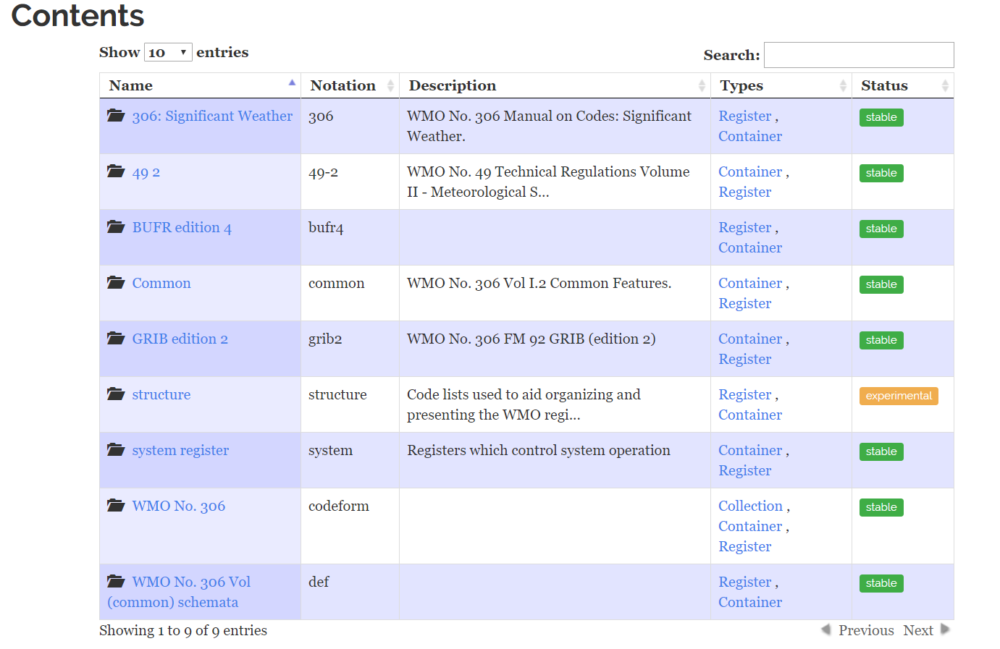 Contents
Show 10 entries
Search:
Name Notation Description Types Status
306: Significant Weather 306 WMO No. 306 Manual on Codes: Significant Register , stable
Weather. Container
49 2 49-2 WMO No. 49 Technical Regulations Volume Container , stable
II - Meteorological S... Register
BUFR edition 4 bufr4 Register , stable
Container
Common common WMO No. 306 Vol I.2 Common Features. Container , stable
Register
GRIB edition 2 grib2 WMO No. 306 FM 92 GRIB (edition 2) Container , stable
Register
structure structure Code lists used to aid organizing and Register , experimental
presenting the WMO regi... Container
system register system Registers which control system operation Container , stable
Register
WMO No. 306 codeform Collection , stable
Container ,
Register
WMO No. 306 Vol def Register , stable
(common) schemata Container
Showing 1 to 9 of 9 entries Previous Next